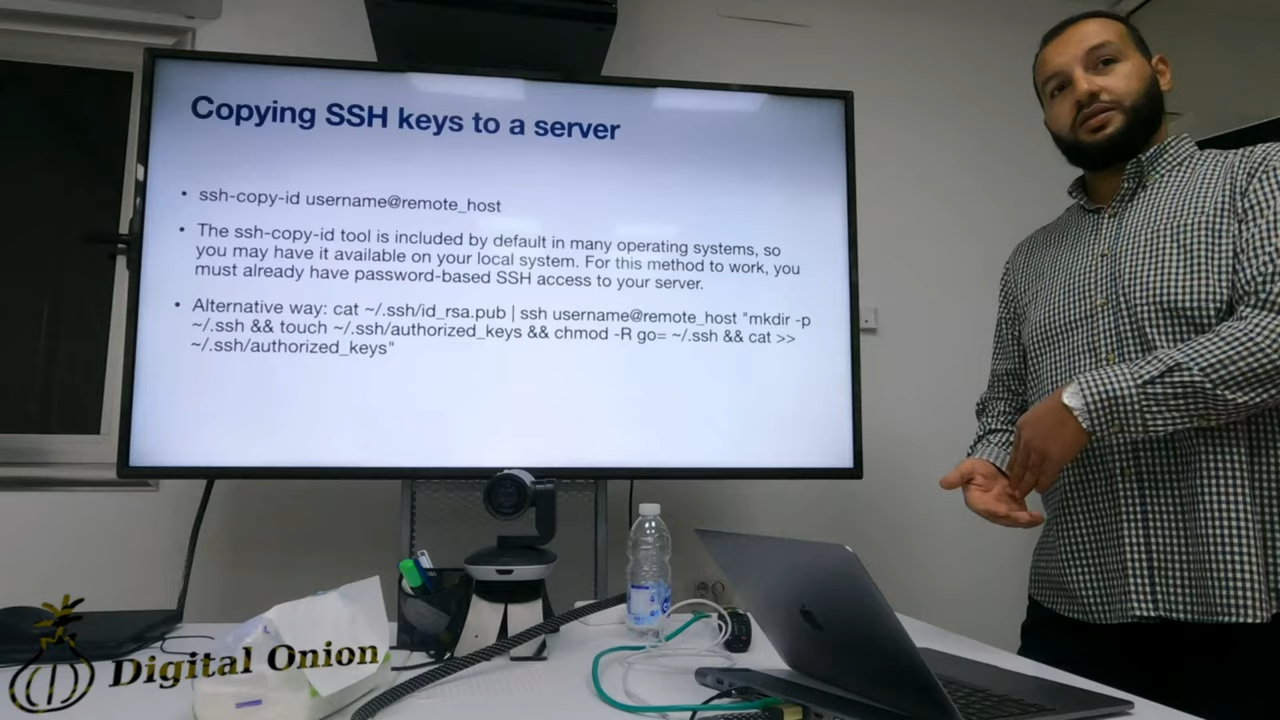 Copying SSH keys to a server
• ssh-copy-id username@remote_host
• The ssh-copy-id tool is included by default in many operating systems, so
you may have it available on your local system. For this method to work, you
must already have password-based SSH access to your server.
• Alternative way: cat ~/.ssh/id_rsa.pub | ssh username@remote_host "mkdir -p
~/.ssh && touch ~/.ssh/authorized_keys && chmod -R go= ~/.ssh && cat >>
~/.ssh/authorized_keys"
Digital Onion